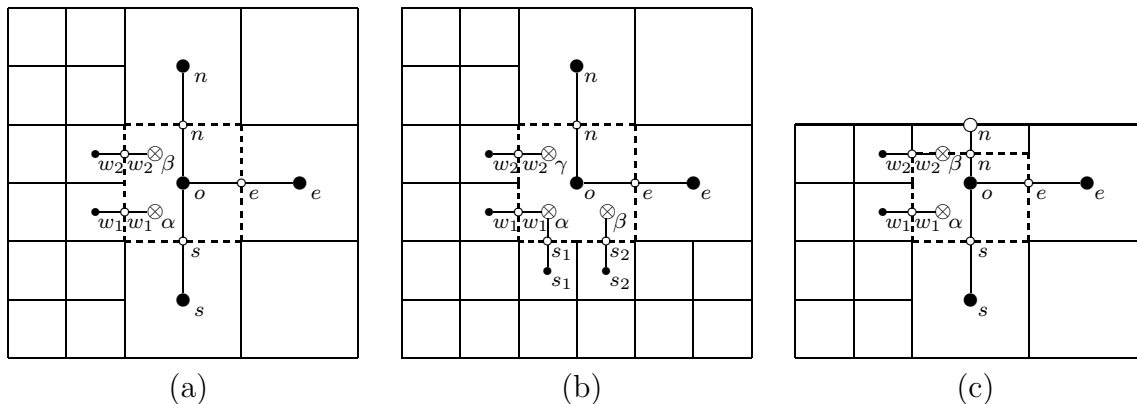 n n n
n n n
w₂ w₂ β e e w₂ w₂ γ e e w₂ w₂ β e e
o o o
w₁ w₁ α w₁ w₁ α β w₁ w₁ α
s s₁ s₂ s
s s₁ s₂ s
(a) (b) (c)